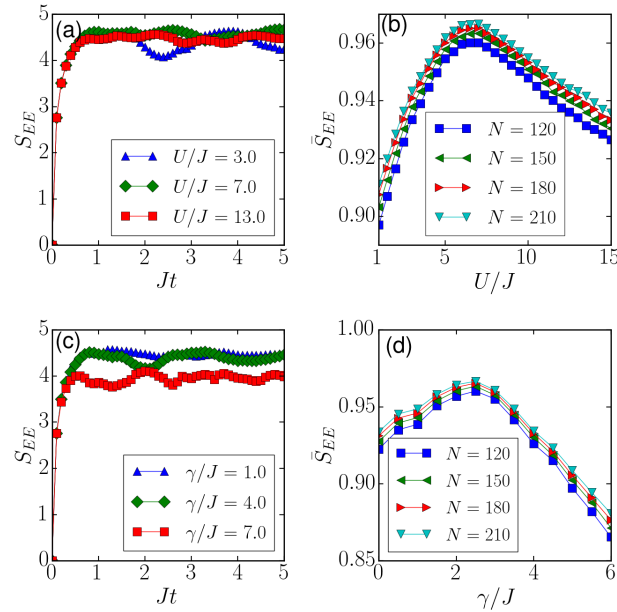 (a)
5
4
3
2
1
0
S_EE
U/J = 3.0
U/J = 7.0
U/J = 13.0
0 1 2 3 4 5
Jt
(b)
0.96
0.94
0.92
0.90
S̄_EE
N = 120
N = 150
N = 180
N = 210
1 5 10 15
U/J
(c)
5
4
3
2
1
0
S_EE
γ/J = 1.0
γ/J = 4.0
γ/J = 7.0
0 1 2 3 4 5
Jt
(d)
1.00
0.95
0.90
0.85
S̄_EE
N = 120
N = 150
N = 180
N = 210
0 1 2 3 4 5 6
γ/J